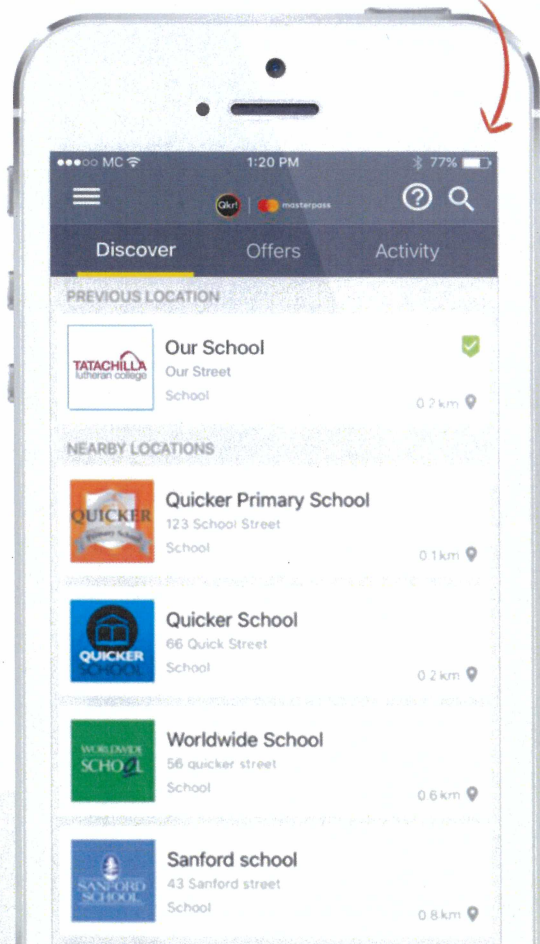 ●●●○○ MC 1:20 PM 77%
Qkr! masterpass
Discover Offers Activity
PREVIOUS LOCATION
TATACHILLA
lutheran college
Our School
Our Street
School
0.2 km
NEARBY LOCATIONS
QUICKER
Primary School
Quicker Primary School
123 School Street
School
0.1 km
QUICKER
SCHOOL
Quicker School
66 Quick Street
School
0.2 km
WORLDWIDE
SCHOOL
Worldwide School
56 quicker street
School
0.6 km
SANFORD
SCHOOL
Sanford school
43 Sanford street
School
0.8 km